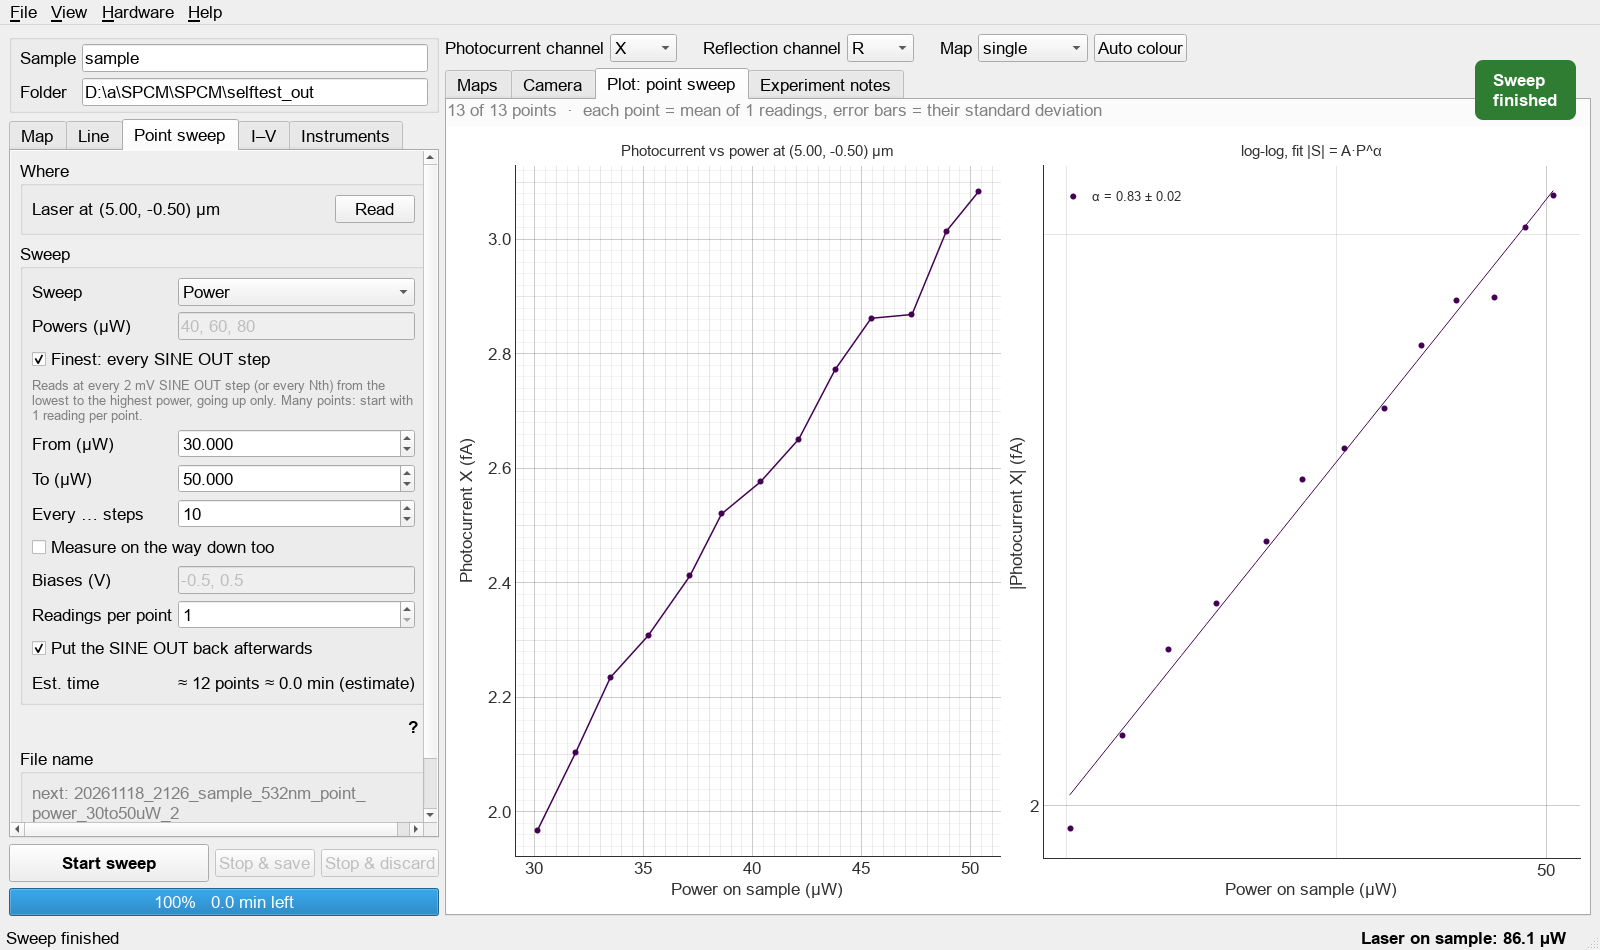 File View Hardware Help
Sample sample
Folder D:\a\SPCM\SPCM\selftest_out
Map Line Point sweep I–V Instruments
Where
Laser at (5.00, -0.50) µm Read
Sweep
Sweep Power
Powers (µW) 40, 60, 80
Finest: every SINE OUT step
Reads at every 2 mV SINE OUT step (or every Nth) from the
lowest to the highest power, going up only. Many points: start with
1 reading per point.
From (µW) 30.000
To (µW) 50.000
Every … steps 10
Measure on the way down too
Biases (V) -0.5, 0.5
Readings per point 1
Put the SINE OUT back afterwards
Est. time ≈ 12 points ≈ 0.0 min (estimate)
?
File name
next: 20261118_2126_sample_532nm_point_
power_30to50uW_2
Start sweep Stop & save Stop & discard
100% 0.0 min left
Sweep finished
Photocurrent channel X Reflection channel R Map single Auto colour
Maps Camera Plot: point sweep Experiment notes
Sweep
finished
13 of 13 points · each point = mean of 1 readings, error bars = their standard deviation
Photocurrent vs power at (5.00, -0.50) µm
Photocurrent X (fA)
3.0
2.8
2.6
2.4
2.2
2.0
30 35 40 45 50
Power on sample (µW)
log-log, fit |S| = A·P^α
α = 0.83 ± 0.02
|Photocurrent X| (fA)
2
50
Power on sample (µW)
Laser on sample: 86.1 µW